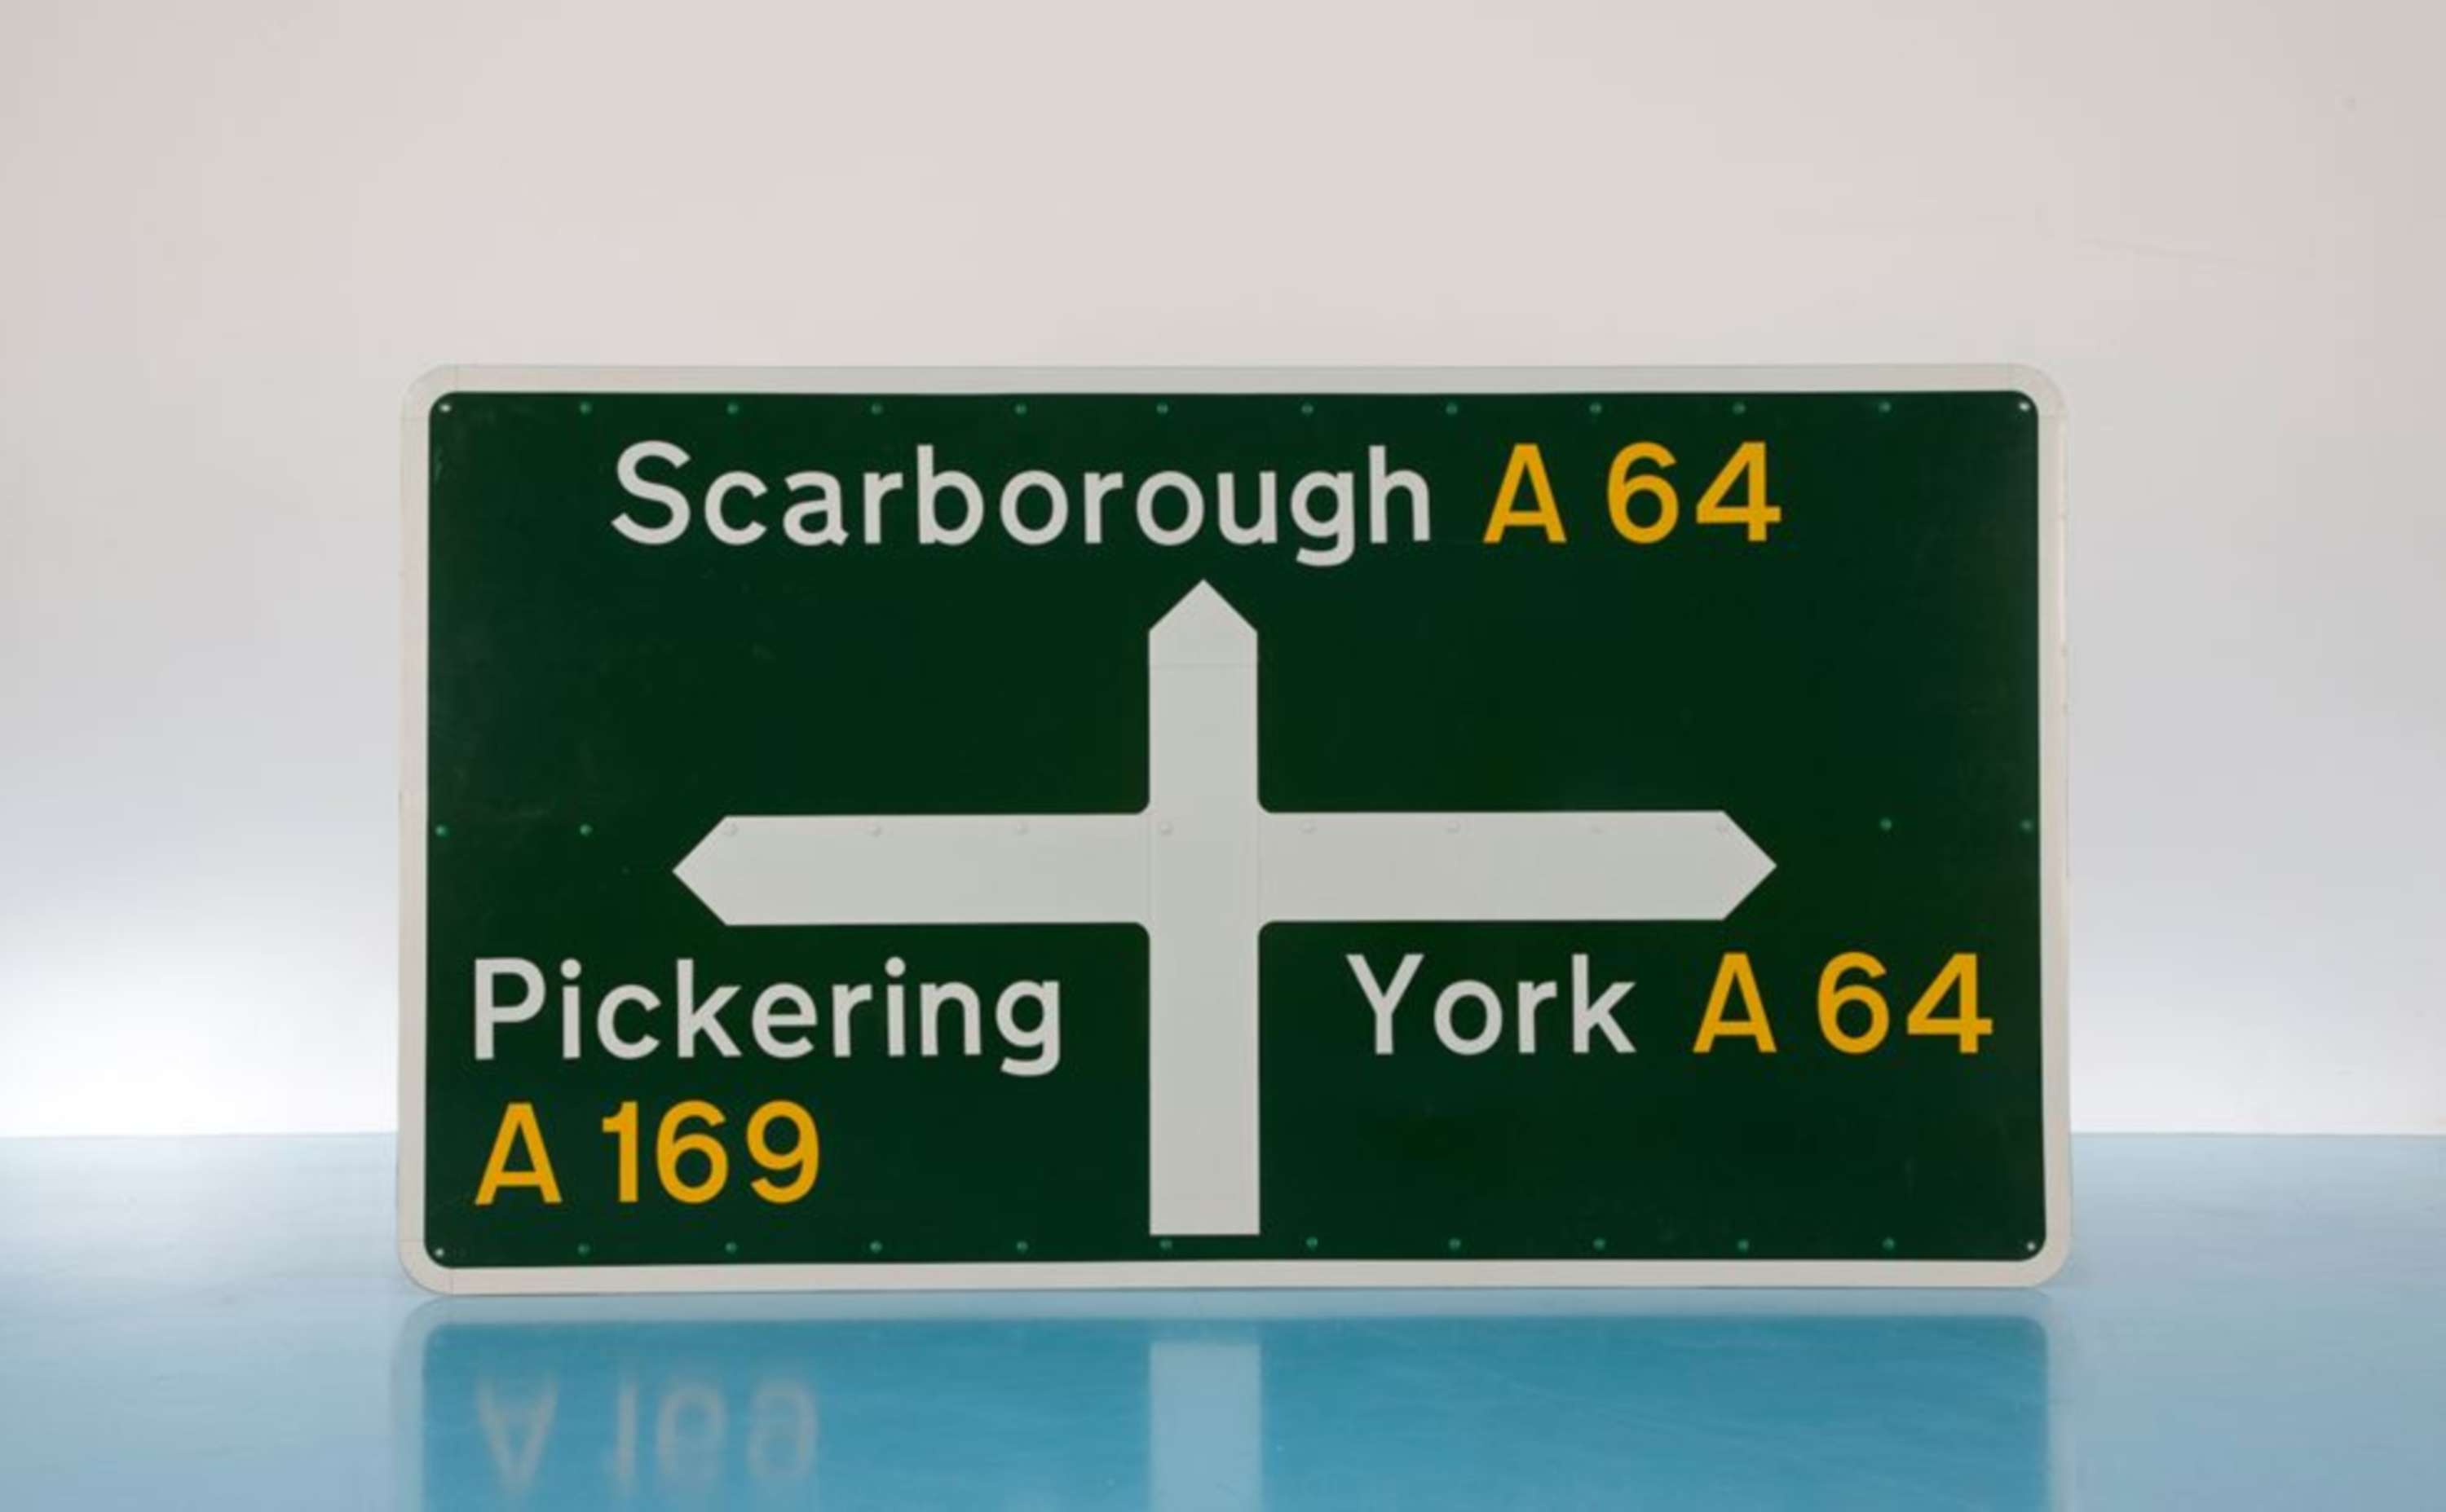 Scarborough A 64
Pickering
A 169
York A 64